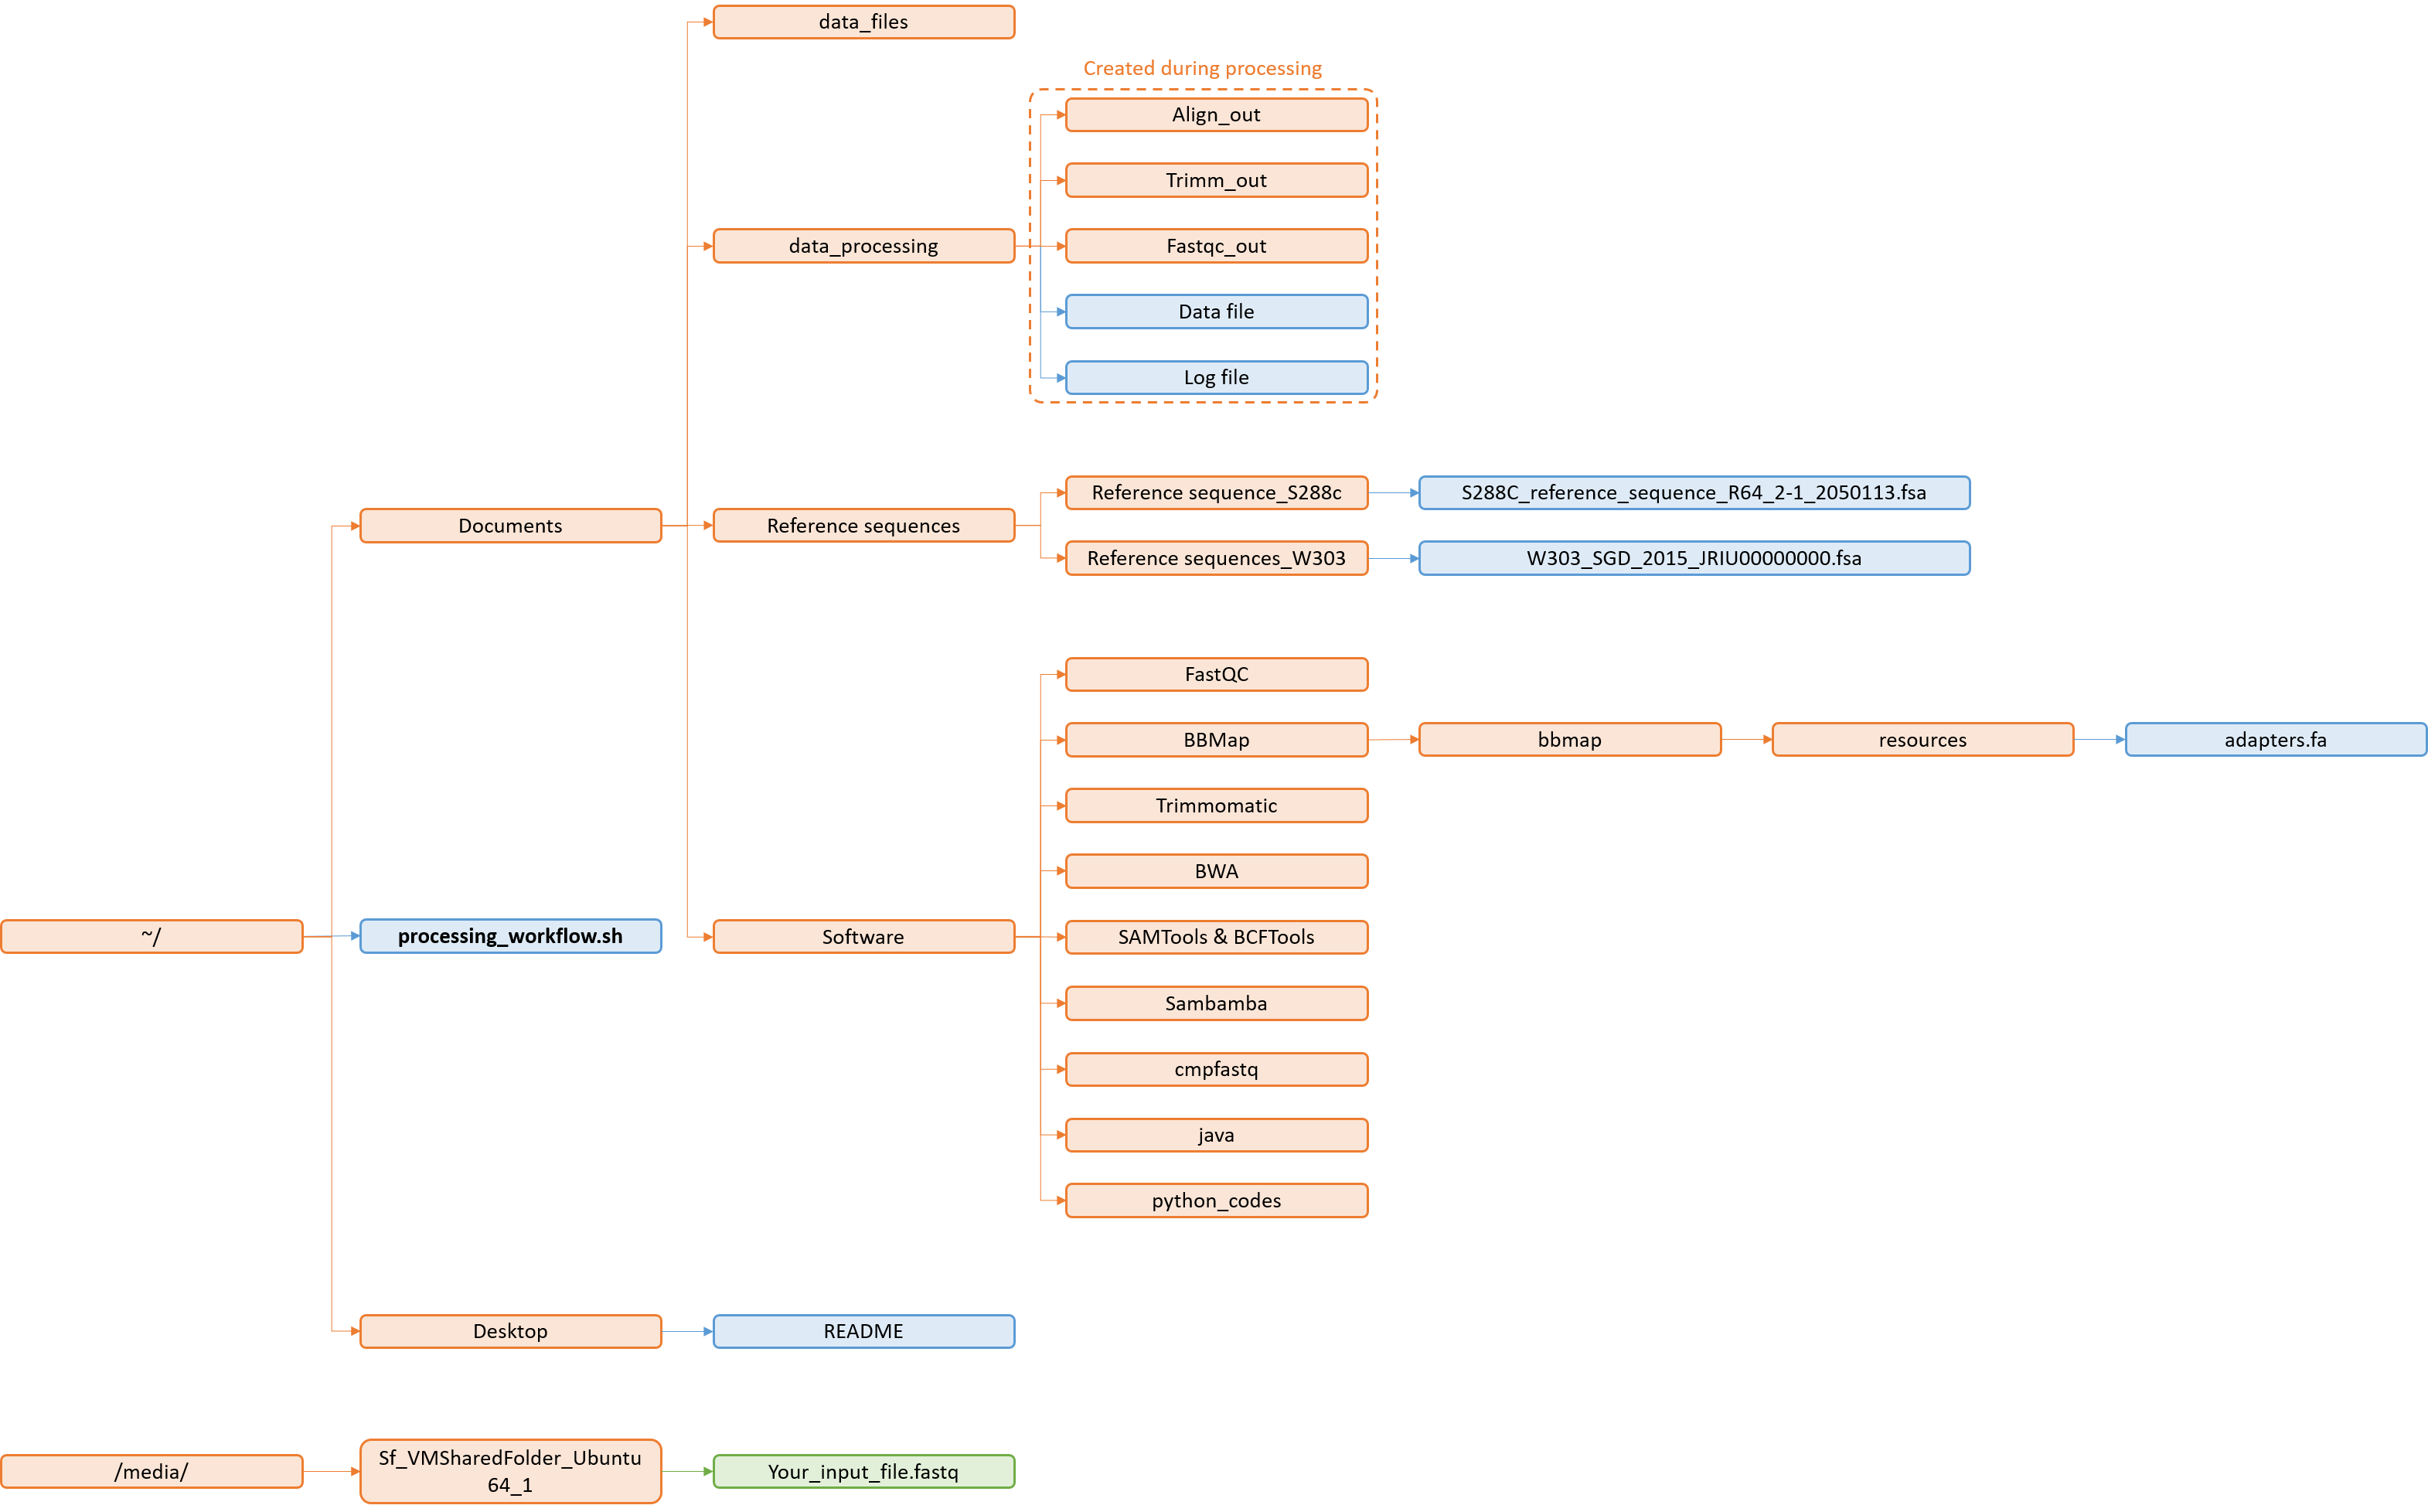 data_files
Created during processing
Align_out
Trimm_out
data_processing
Fastqc_out
Data file
Log file
Reference sequence_S288c
S288C_reference_sequence_R64_2-1_2050113.fsa
Documents
Reference sequences
Reference sequences_W303
W303_SGD_2015_JRIU00000000.fsa
FastQC
BBMap
bbmap
resources
adapters.fa
Trimmomatic
BWA
~/
processing_workflow.sh
Software
SAMTools & BCFTools
Sambamba
cmpfastq
java
python_codes
Desktop
README
/media/
Sf_VMSharedFolder_Ubuntu
64_1
Your_input_file.fastq